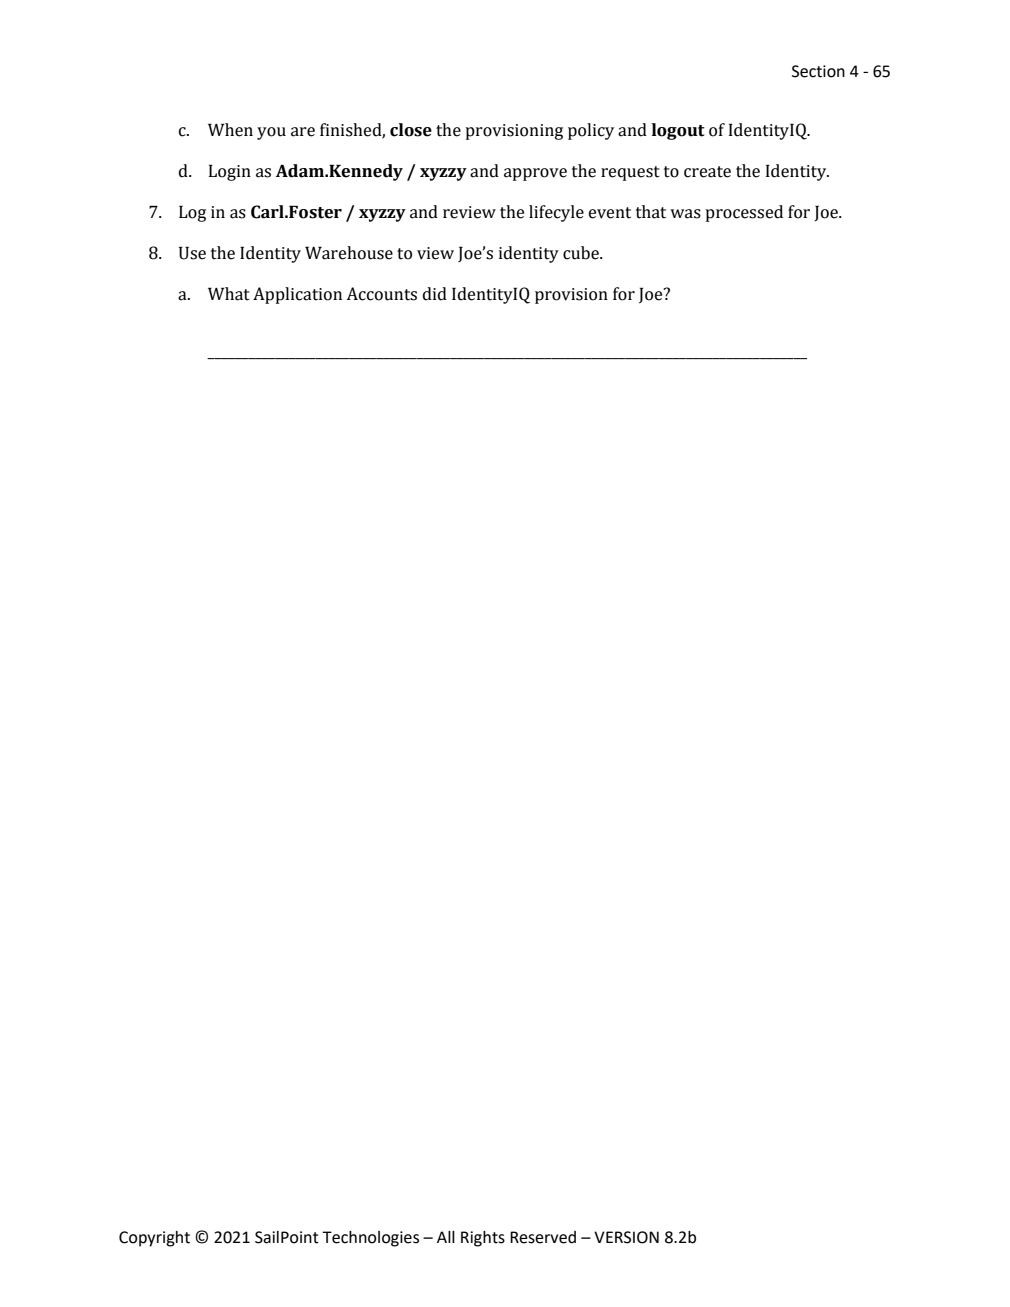 Section 4 - 65
c. When you are finished, close the provisioning policy and logout of IdentityIQ.
d. Login as Adam.Kennedy / xyzzy and approve the request to create the Identity.
7. Log in as Carl.Foster / xyzzy and review the lifecyle event that was processed for Joe.
8. Use the Identity Warehouse to view Joe’s identity cube.
a. What Application Accounts did IdentityIQ provision for Joe?
Copyright © 2021 SailPoint Technologies – All Rights Reserved – VERSION 8.2b